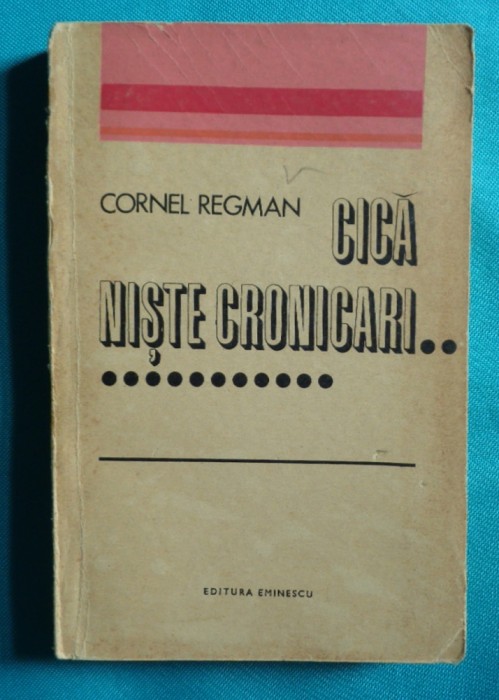 CORNEL REGMAN
CICĂ
NIȘTE CRONICARI..
...........
EDITURA EMINESCU